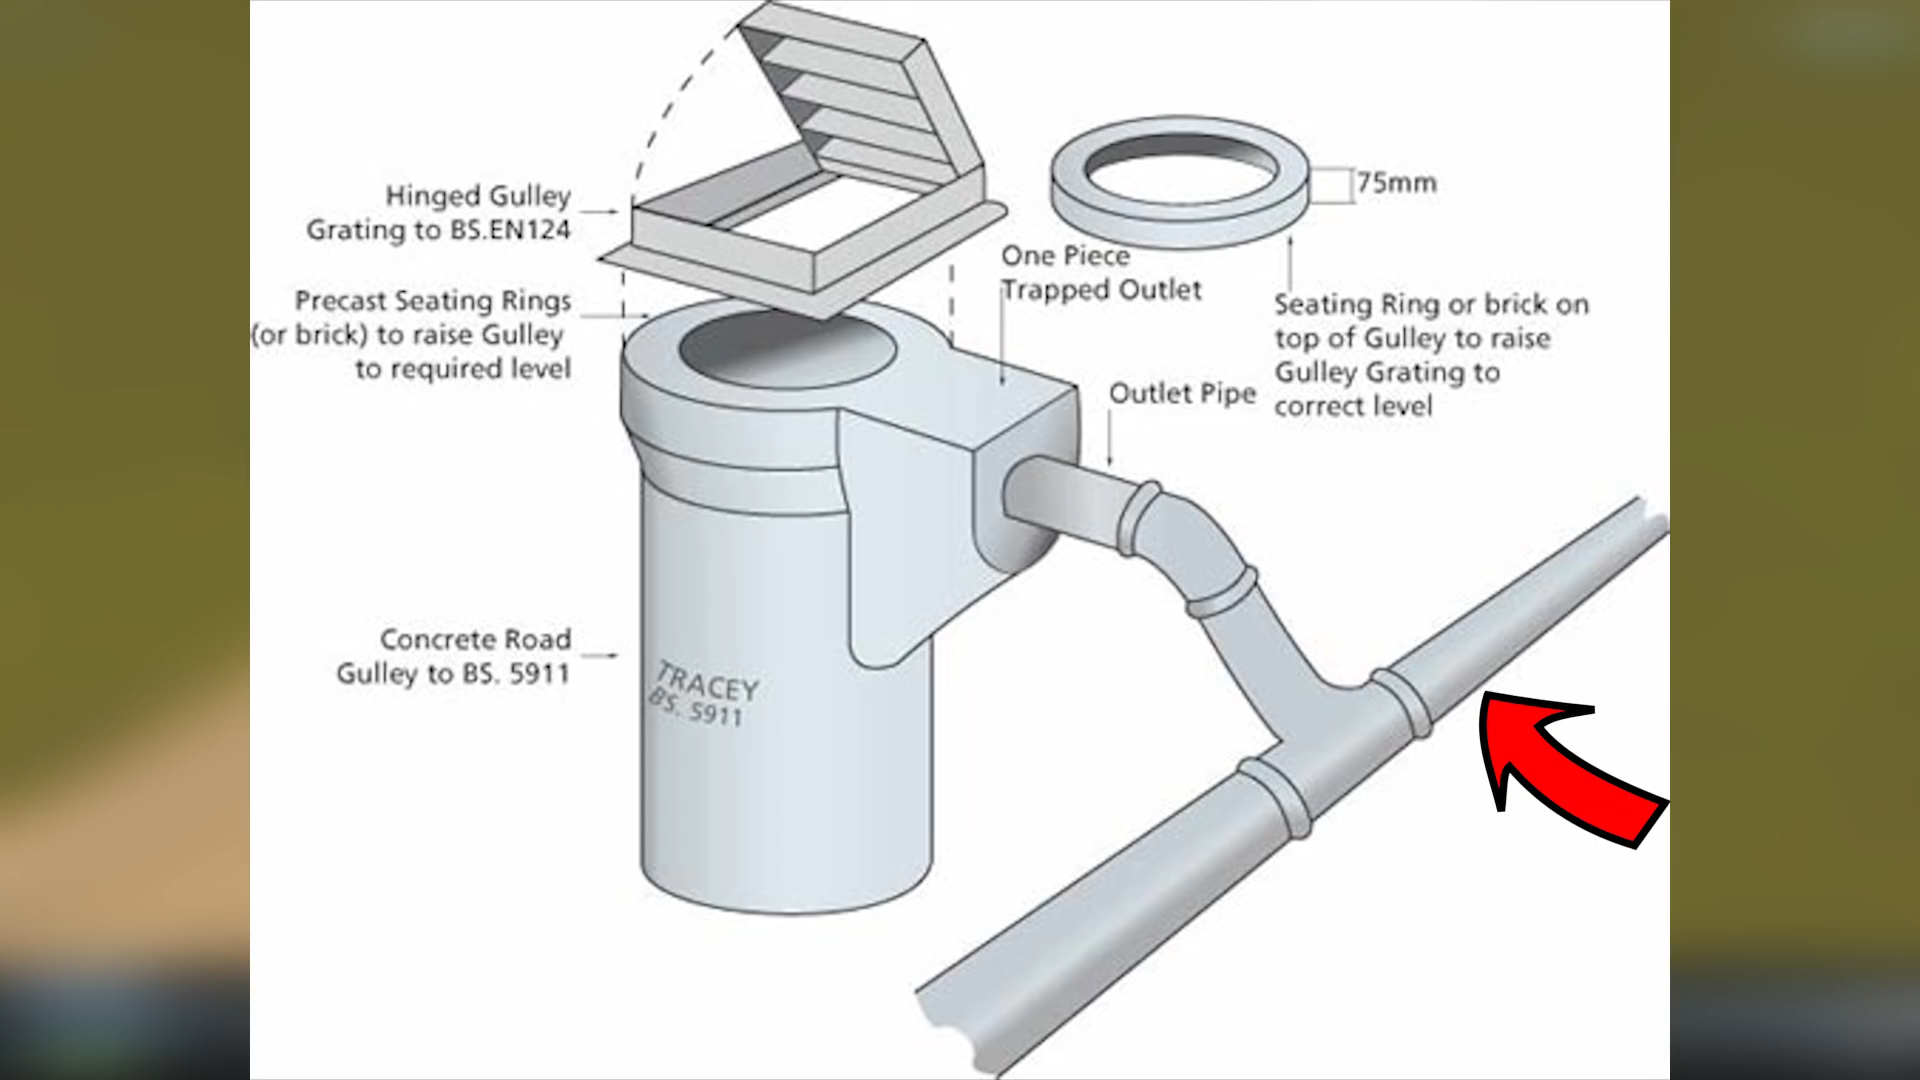 Hinged Gulley
Grating to BS.EN124
Precast Seating Rings
(or brick) to raise Gulley
to required level
Concrete Road
Gulley to BS. 5911
TRACEY
BS. 5911
One Piece
Trapped Outlet
Outlet Pipe
75mm
Seating Ring or brick on
top of Gulley to raise
Gulley Grating to
correct level